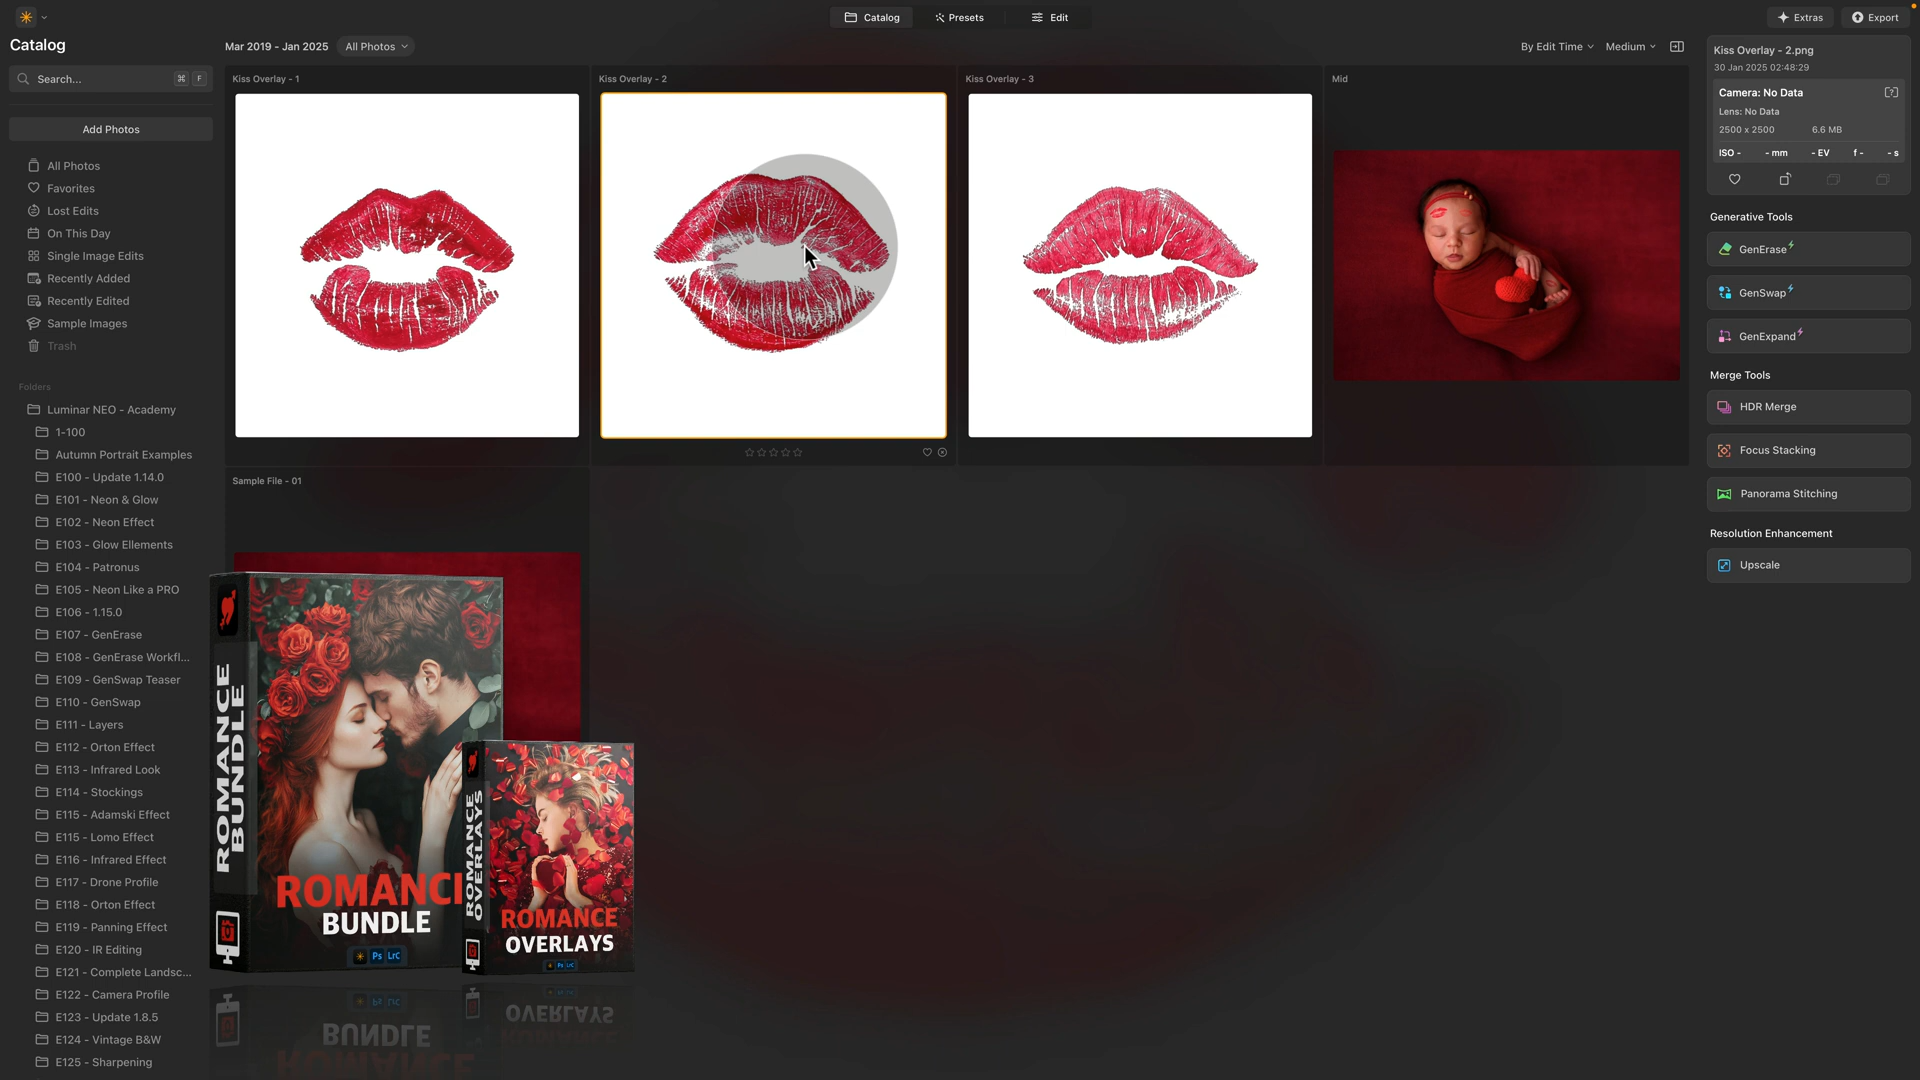 Catalog
Presets
Edit
Extras
Export
Catalog
Search...
⌘ F
Mar 2019 - Jan 2025
All Photos
By Edit Time
Medium
Kiss Overlay - 1
Kiss Overlay - 2
Kiss Overlay - 3
Mid
Sample File - 01
Add Photos
All Photos
Favorites
Lost Edits
On This Day
Single Image Edits
Recently Added
Recently Edited
Sample Images
Trash
Folders
Luminar NEO - Academy
1-100
Autumn Portrait Examples
E100 - Update 1.14.0
E101 - Neon & Glow
E102 - Neon Effect
E103 - Glow Ellements
E104 - Patronus
E105 - Neon Like a PRO
E106 - 1.15.0
E107 - GenErase
E108 - GenErase Workfl...
E109 - GenSwap Teaser
E110 - GenSwap
E111 - Layers
E112 - Orton Effect
E113 - Infrared Look
E114 - Stockings
E115 - Adamski Effect
E115 - Lomo Effect
E116 - Infrared Effect
E117 - Drone Profile
E118 - Orton Effect
E119 - Panning Effect
E120 - IR Editing
E121 - Complete Landsc...
E122 - Camera Profile
E123 - Update 1.8.5
E124 - Vintage B&W
E125 - Sharpening
ROMANCE BUNDLE
ROMANCI
BUNDLE
Ps LrC
ROMANCE OVERLAYS
ROMANCE
OVERLAYS
Ps LrC
Kiss Overlay - 2.png
30 Jan 2025 02:48:29
Camera: No Data
Lens: No Data
2500 x 2500 6.6 MB
ISO - - mm - EV f - - s
Generative Tools
GenErase
GenSwap
GenExpand
Merge Tools
HDR Merge
Focus Stacking
Panorama Stitching
Resolution Enhancement
Upscale